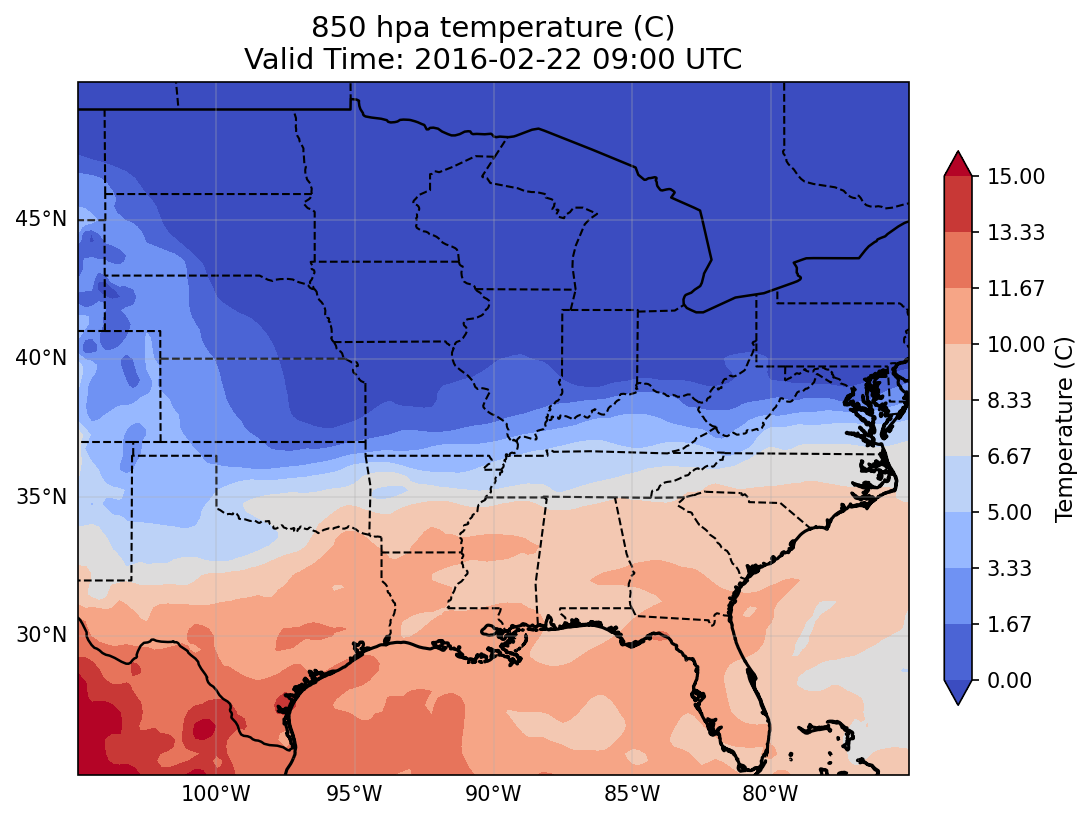 850 hpa temperature (C)
Valid Time: 2016-02-22 09:00 UTC
45°N
40°N
35°N
30°N
100°W
95°W
90°W
85°W
80°W
15.00
13.33
11.67
10.00
8.33
6.67
5.00
3.33
1.67
0.00
Temperature (C)